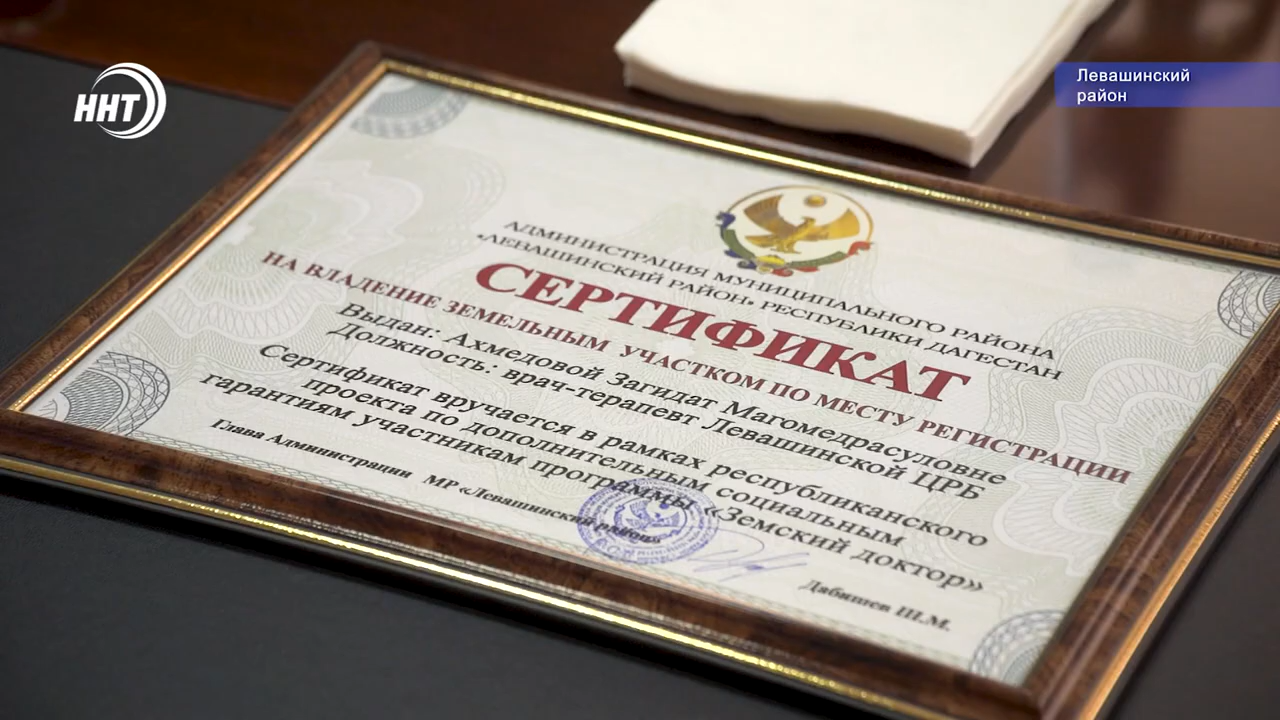 ННТ
Левашинский
район
АДМИНИСТРАЦИЯ МУНИЦИПАЛЬНОГО РАЙОНА
«ЛЕВАШИНСКИЙ РАЙОН» РЕСПУБЛИКИ ДАГЕСТАН
СЕРТИФИКАТ
НА ВЛАДЕНИЕ ЗЕМЕЛЬНЫМ УЧАСТКОМ ПО МЕСТУ РЕГИСТРАЦИИ
Выдан: Ахмедовой Загидат Магомедрасуловне
Должность: врач-терапевт Левашинской ЦРБ
Сертификат вручается в рамках республиканского
проекта по дополнительным социальным
гарантиям участникам программы «Земский доктор»
Глава Администрации МР «Левашинский район»
Дабишев Ш.М.